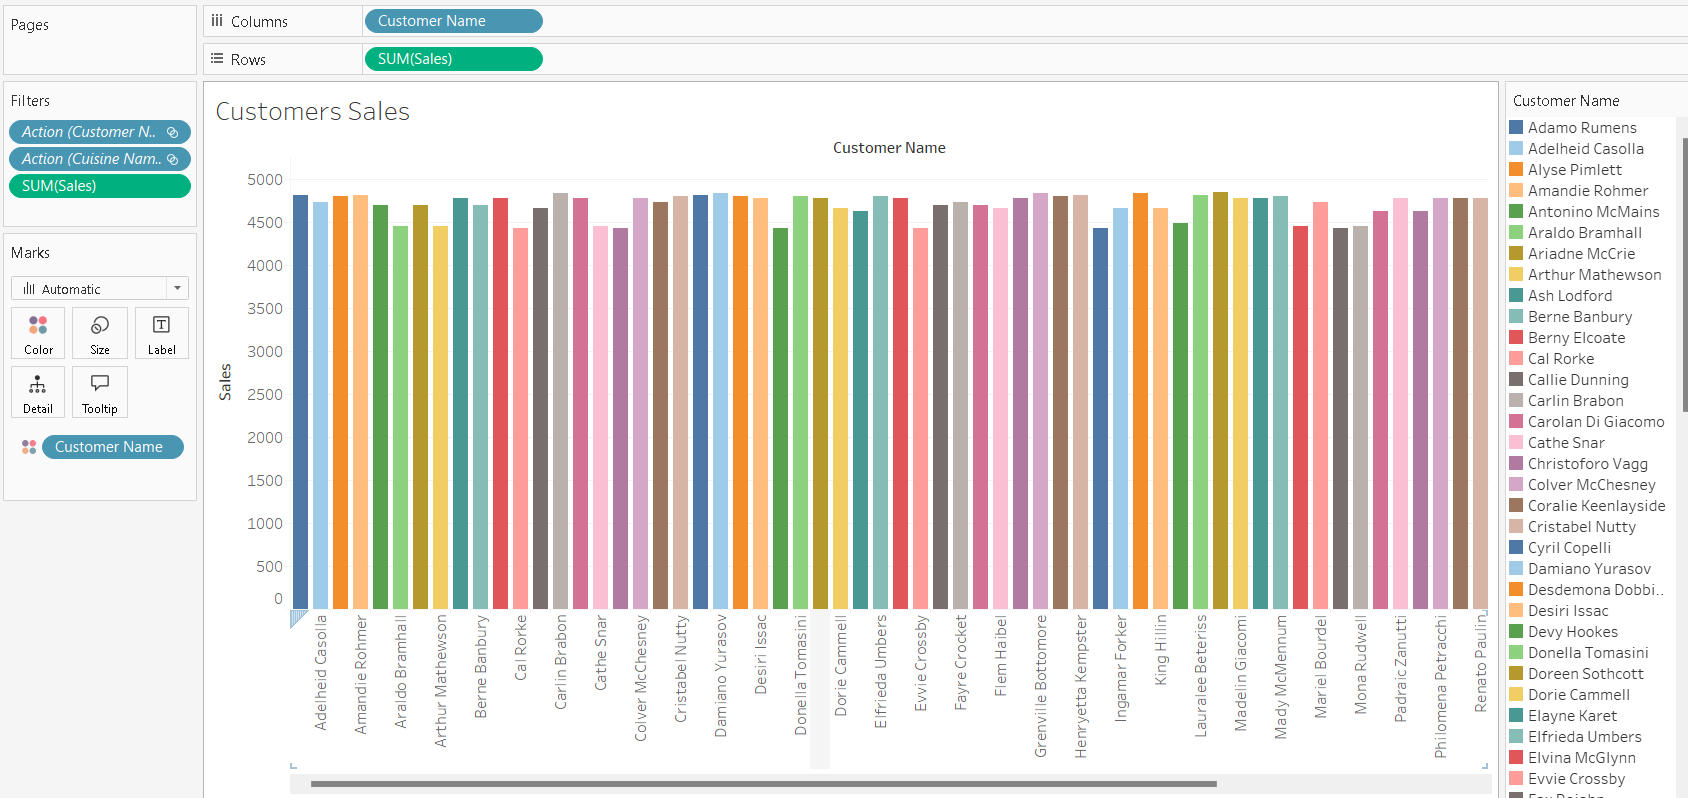 Pages
Columns
Customer Name
Rows
SUM(Sales)
Filters
Action (Customer N..
Action (Cuisine Nam..
SUM(Sales)
Marks
Automatic
Color
Size
Label
Detail
Tooltip
Customer Name
Customers Sales
Customer Name
Sales
5000
4500
4000
3500
3000
2500
2000
1500
1000
500
0
Adelheid Casolla
Amandie Rohmer
Araldo Bramhall
Arthur Mathewson
Berne Banbury
Cal Rorke
Carlin Brabon
Cathe Snar
Colver McChesney
Cristabel Nutty
Damiano Yurasov
Desiri Issac
Donella Tomasini
Dorie Cammell
Elfrieda Umbers
Evvie Crossby
Fayre Crocket
Flem Haibel
Grenville Bottomore
Henryetta Kempster
Ingamar Forker
King Hillin
Lauralee Beteriss
Madelin Giacomi
Mady McMennum
Mariel Bourdel
Mona Rudwell
Padraic Zanutti
Philomena Petracchi
Renato Paulin
Customer Name
Adamo Rumens
Adelheid Casolla
Alyse Pimlett
Amandie Rohmer
Antonino McMains
Araldo Bramhall
Ariadne McCrie
Arthur Mathewson
Ash Lodford
Berne Banbury
Berny Elcoate
Cal Rorke
Callie Dunning
Carlin Brabon
Carolan Di Giacomo
Cathe Snar
Christoforo Vagg
Colver McChesney
Coralie Keenlayside
Cristabel Nutty
Cyril Copelli
Damiano Yurasov
Desdemona Dobbi..
Desiri Issac
Devy Hookes
Donella Tomasini
Doreen Sothcott
Dorie Cammell
Elayne Karet
Elfrieda Umbers
Elvina McGlynn
Evvie Crossby